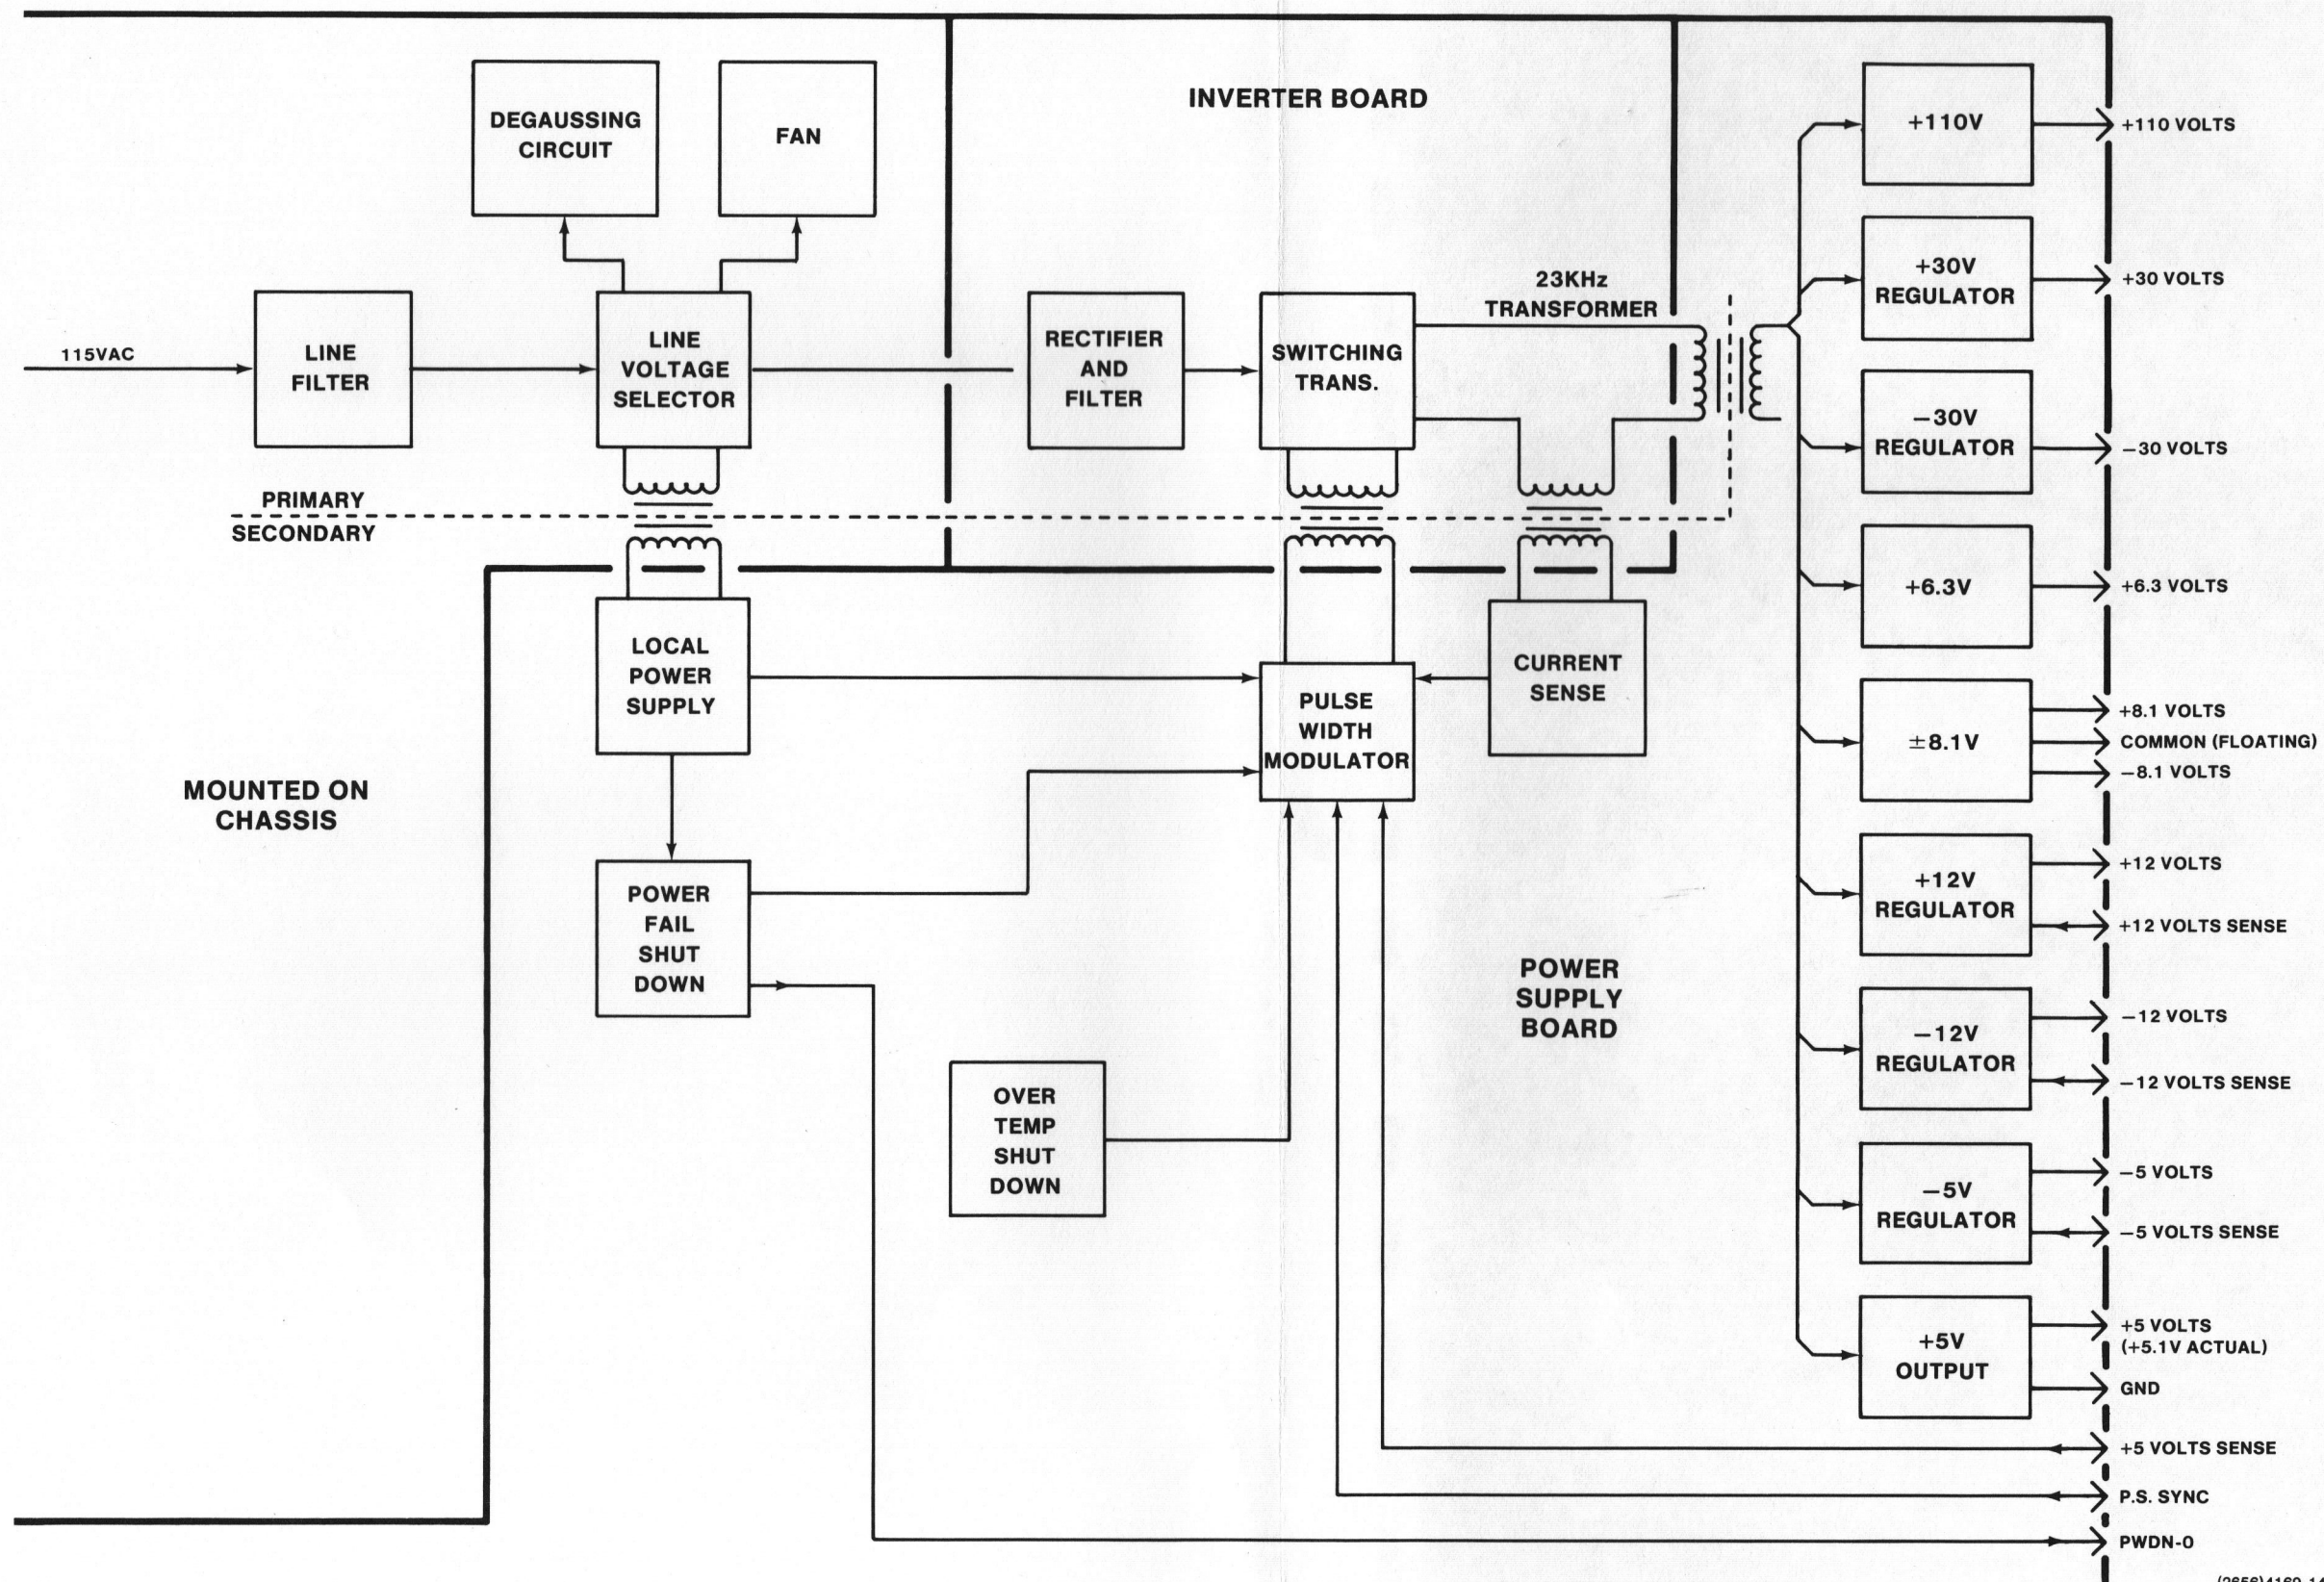 INVERTER BOARD
DEGAUSSING
CIRCUIT
FAN
+110V
+110 VOLTS
+30V
REGULATOR
+30 VOLTS
23KHz
TRANSFORMER
115VAC
LINE
FILTER
LINE
VOLTAGE
SELECTOR
RECTIFIER
AND
FILTER
SWITCHING
TRANS.
−30V
REGULATOR
−30 VOLTS
PRIMARY
SECONDARY
+6.3V
+6.3 VOLTS
LOCAL
POWER
SUPPLY
PULSE
WIDTH
MODULATOR
CURRENT
SENSE
±8.1V
+8.1 VOLTS
COMMON (FLOATING)
−8.1 VOLTS
MOUNTED ON
CHASSIS
POWER
FAIL
SHUT
DOWN
+12V
REGULATOR
+12 VOLTS
+12 VOLTS SENSE
POWER
SUPPLY
BOARD
−12V
REGULATOR
−12 VOLTS
−12 VOLTS SENSE
OVER
TEMP
SHUT
DOWN
−5V
REGULATOR
−5 VOLTS
−5 VOLTS SENSE
+5V
OUTPUT
+5 VOLTS
(+5.1V ACTUAL)
GND
+5 VOLTS SENSE
P.S. SYNC
PWDN-0